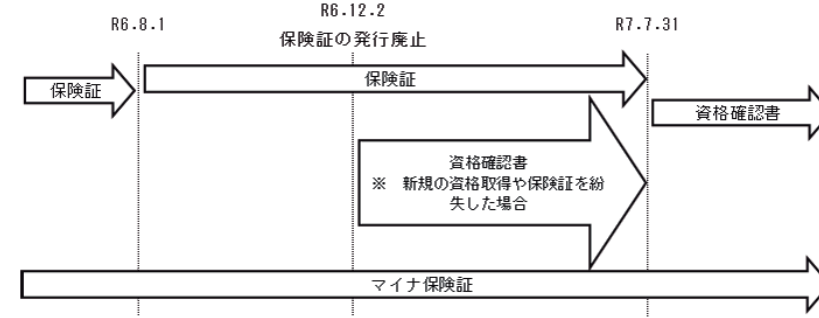 R6.8.1
R6.12.2
保険証の発行廃止
R7.7.31
保険証
保険証
資格確認書
資格確認書
※ 新規の資格取得や保険証を紛
失した場合
マイナ保険証